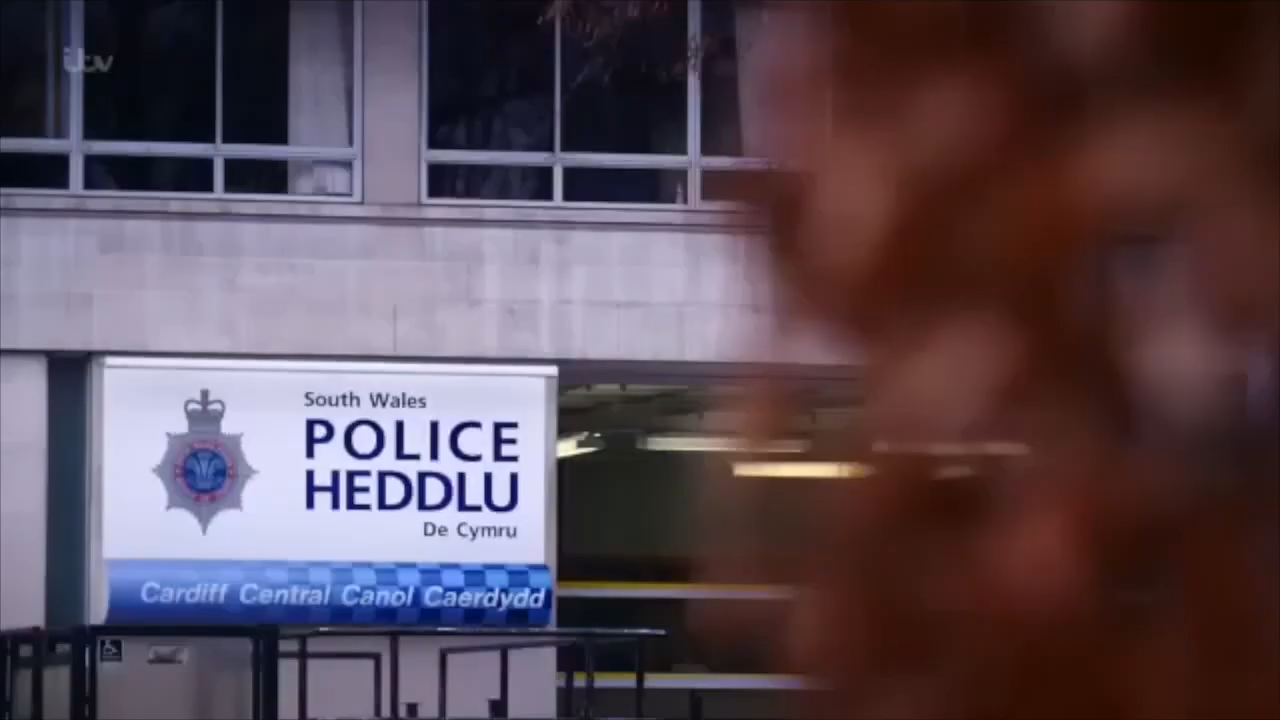 itv
South Wales
POLICE
HEDDLU
De Cymru
Cardiff Central Canol Caerdydd